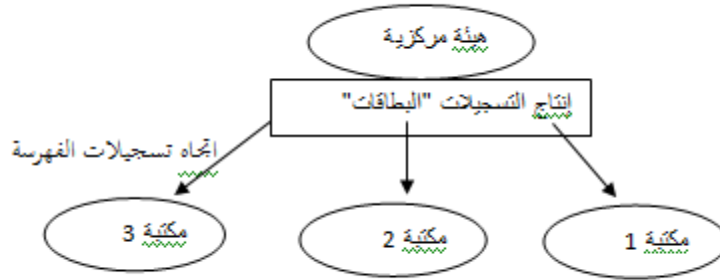 هيئة مركزية
إنتاج التسجيلات "البطاقات"
اتجاه تسجيلات الفهرسة
مكتبة 1
مكتبة 2
مكتبة 3